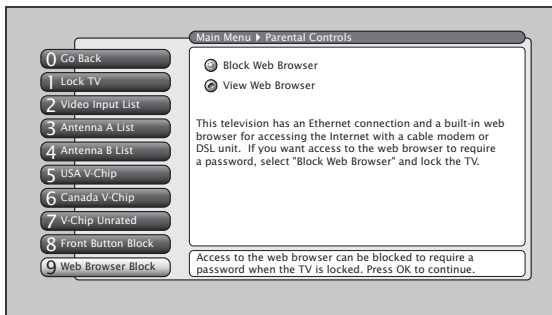 Main Menu ▶ Parental Controls
0 Go Back
1 Lock TV
2 Video Input List
3 Antenna A List
4 Antenna B List
5 USA V-Chip
6 Canada V-Chip
7 V-Chip Unrated
8 Front Button Block
9 Web Browser Block
Block Web Browser
View Web Browser
This television has an Ethernet connection and a built-in web
browser for accessing the Internet with a cable modem or
DSL unit. If you want access to the web browser to require
a password, select "Block Web Browser" and lock the TV.
Access to the web browser can be blocked to require a
password when the TV is locked. Press OK to continue.